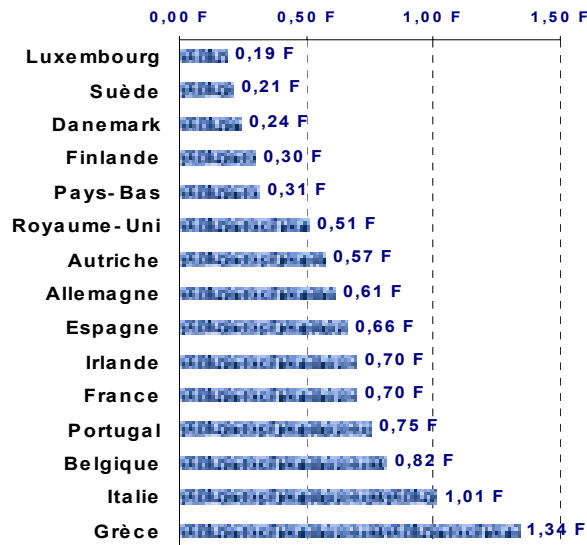 0,00 F 0,50 F 1,00 F 1,50 F
Luxembourg 0,19 F
Suède 0,21 F
Danemark 0,24 F
Finlande 0,30 F
Pays-Bas 0,31 F
Royaume-Uni 0,51 F
Autriche 0,57 F
Allemagne 0,61 F
Espagne 0,66 F
Irlande 0,70 F
France 0,70 F
Portugal 0,75 F
Belgique 0,82 F
Italie 1,01 F
Grèce 1,34 F